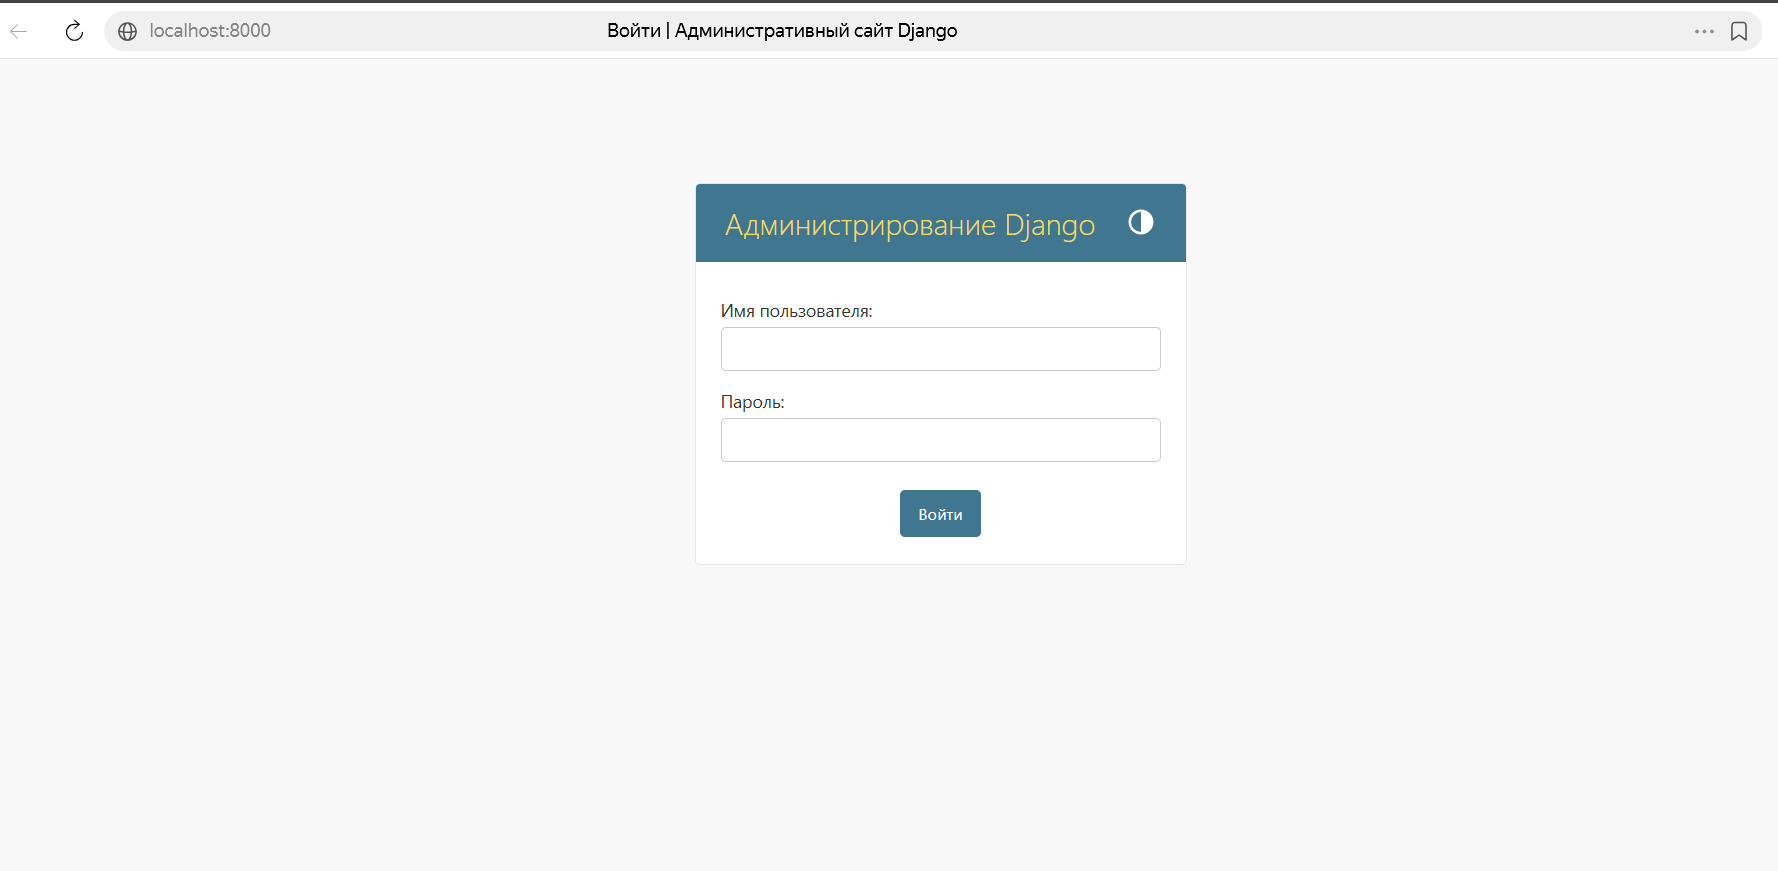 localhost:8000
Войти | Административный сайт Django
Администрирование Django
Имя пользователя:
Пароль:
Войти